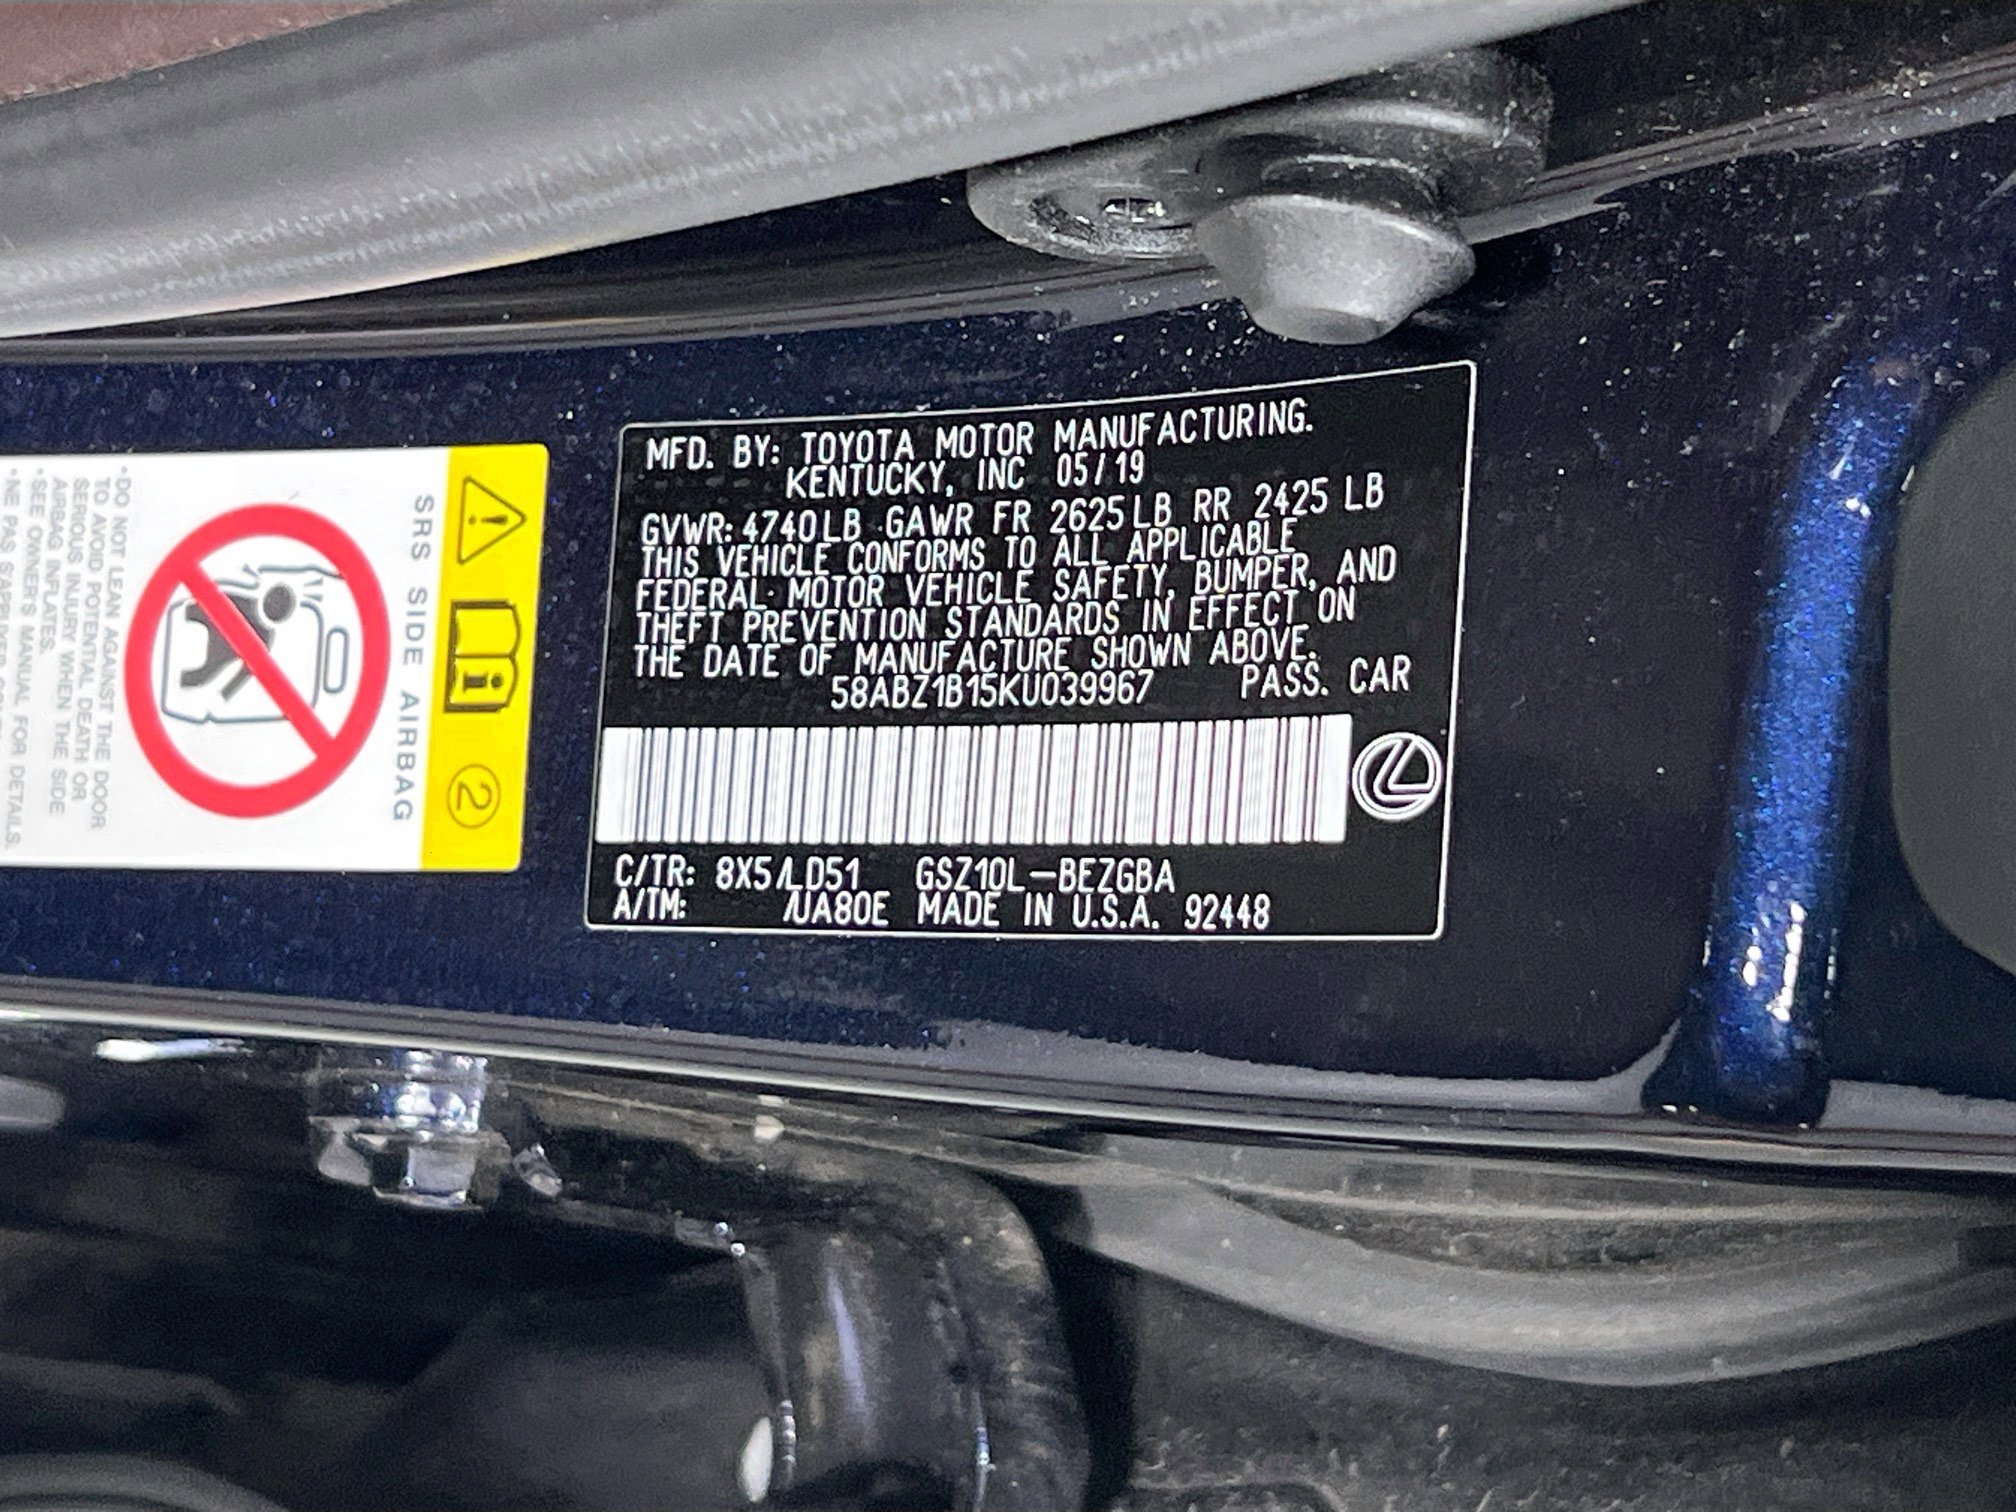 MFD. BY: TOYOTA MOTOR MANUFACTURING.
KENTUCKY, INC 05/19
GVWR: 4740LB GAWR FR 2625LB RR 2425 LB
THIS VEHICLE CONFORMS TO ALL APPLICABLE
FEDERAL MOTOR VEHICLE SAFETY, BUMPER, AND
THEFT PREVENTION STANDARDS IN EFFECT ON
THE DATE OF MANUFACTURE SHOWN ABOVE.
58ABZ1B15KU039967 PASS. CAR
C/TR: 8X5/LD51 GSZ10L-BEZGBA
A/TM: /UA80E MADE IN U.S.A. 92448
2
SRS SIDE AIRBAG
•DO NOT LEAN AGAINST THE DOOR
TO AVOID POTENTIAL DEATH OR
SERIOUS INJURY WHEN THE SIDE
AIRBAG INFLATES.
•SEE OWNER'S MANUAL FOR DETAILS.
•NE PAS S'APPUYER